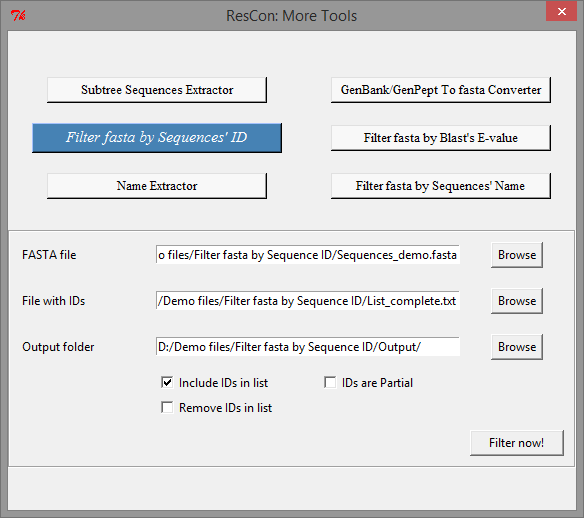 ResCon: More Tools
Subtree Sequences Extractor
GenBank/GenPept To fasta Converter
Filter fasta by Sequences' ID
Filter fasta by Blast's E-value
Name Extractor
Filter fasta by Sequences' Name
FASTA file
o files/Filter fasta by Sequence ID/Sequences_demo.fasta
Browse
File with IDs
/Demo files/Filter fasta by Sequence ID/List_complete.txt
Browse
Output folder
D:/Demo files/Filter fasta by Sequence ID/Output/
Browse
Include IDs in list
IDs are Partial
Remove IDs in list
Filter now!